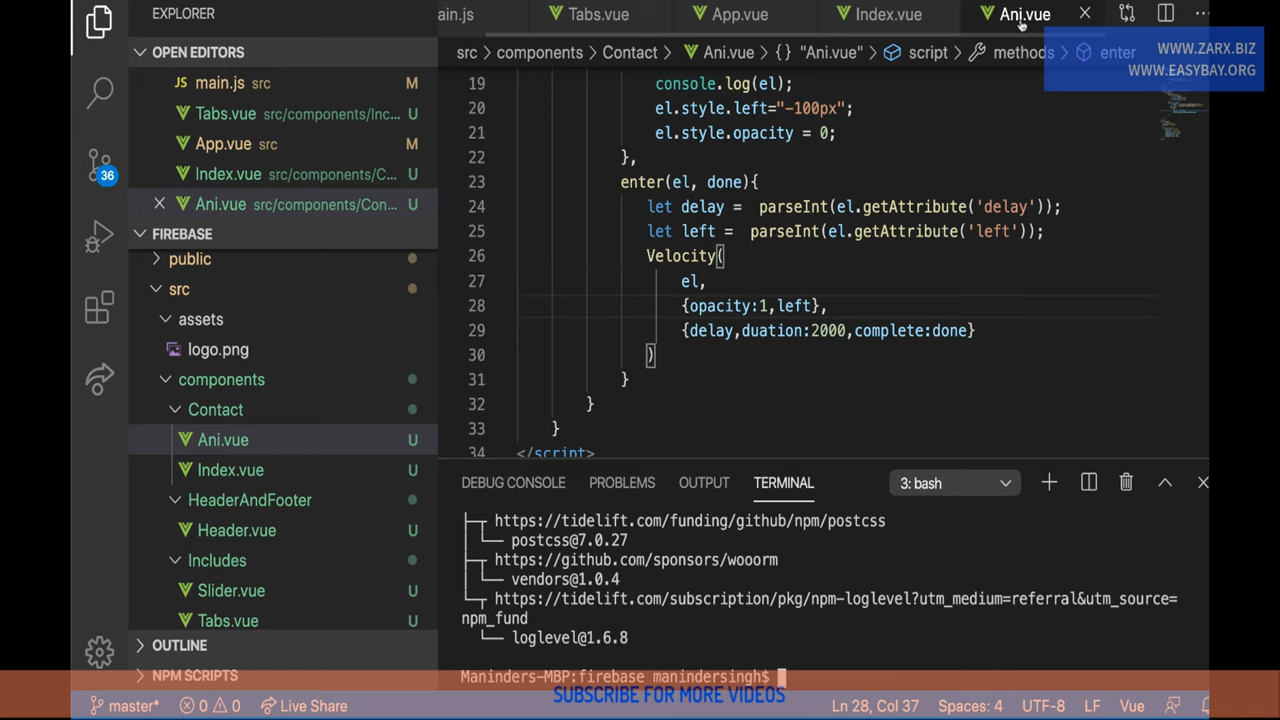 EXPLORER
OPEN EDITORS
JS main.js src M
Tabs.vue src/components/Inc... U
App.vue src M
Index.vue src/components/C... U
Ani.vue src/components/Con... U
FIREBASE
public
src
assets
logo.png
components
Contact
Ani.vue U
Index.vue U
HeaderAndFooter
Header.vue U
Includes
Slider.vue U
Tabs.vue U
OUTLINE
NPM SCRIPTS
36
ain.js Tabs.vue App.vue Index.vue Ani.vue
src > components > Contact > Ani.vue > {} "Ani.vue" > script > methods > enter
WWW.ZARX.BIZ
WWW.EASYBAY.ORG
19 console.log(el);
20 el.style.left="-100px";
21 el.style.opacity = 0;
22 },
23 enter(el, done){
24 let delay = parseInt(el.getAttribute('delay'));
25 let left = parseInt(el.getAttribute('left'));
26 Velocity(
27 el,
28 {opacity:1,left},
29 {delay,duation:2000,complete:done}
30 )
31 }
32 }
33 }
34 </script>
DEBUG CONSOLE PROBLEMS OUTPUT TERMINAL 3: bash
https://tidelift.com/funding/github/npm/postcss
postcss@7.0.27
https://github.com/sponsors/wooorm
vendors@1.0.4
https://tidelift.com/subscription/pkg/npm-loglevel?utm_medium=referral&utm_source=
npm_fund
loglevel@1.6.8
Maninders-MBP:firebase manindersingh$
SUBSCRIBE FOR MORE VIDEOS
master* 0 0 Live Share Ln 28, Col 37 Spaces: 4 UTF-8 LF Vue